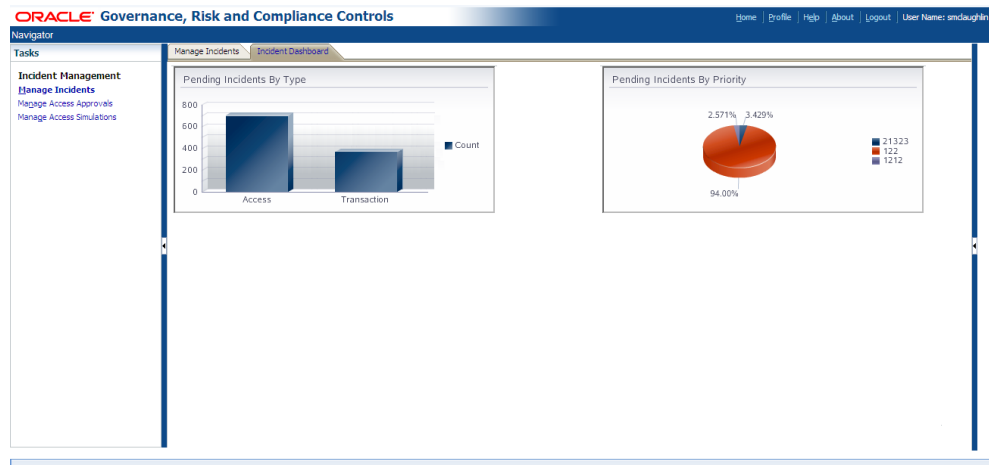 ORACLE Governance, Risk and Compliance Controls
Home Profile Help About Logout User Name: smclaughlin
Navigator
Tasks
Incident Management
Manage Incidents
Manage Access Approvals
Manage Access Simulations
Manage Incidents Incident Dashboard
Pending Incidents By Type
800
600
400
200
0
Access Transaction
Count
Pending Incidents By Priority
2.571% 3.429%
94.00%
21323
122
1212